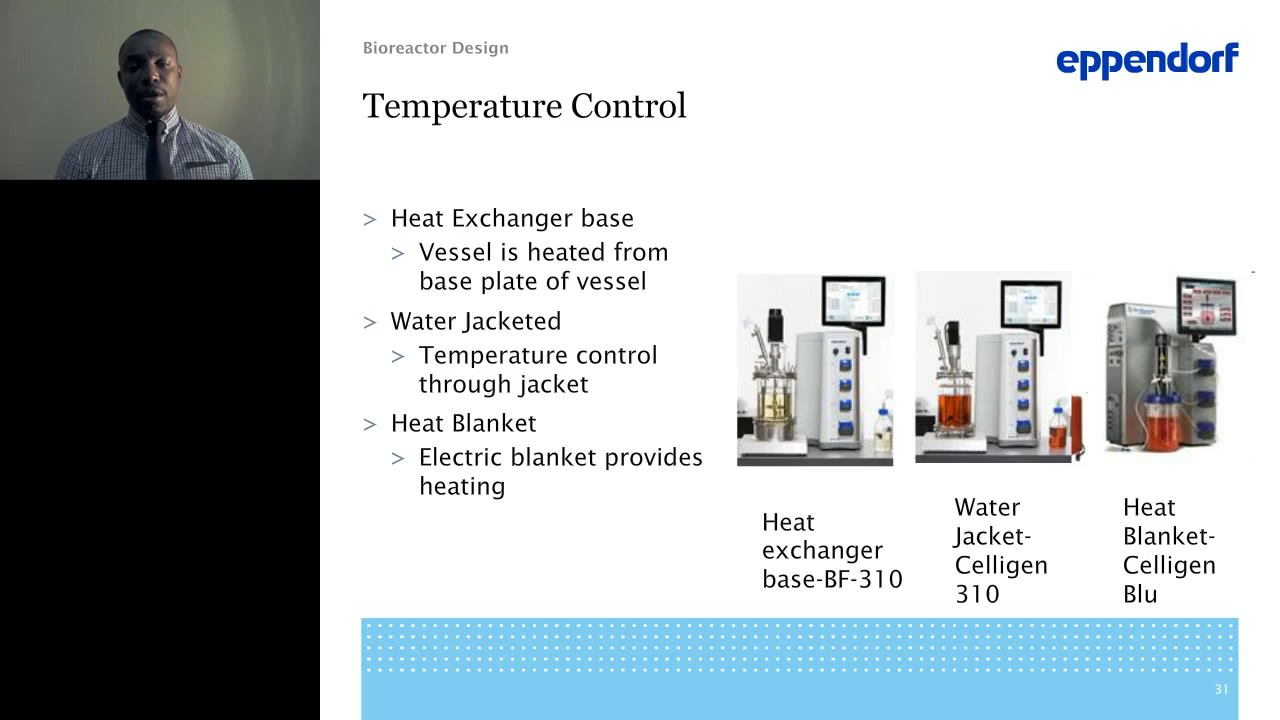 Bioreactor Design
eppendorf
Temperature Control
> Heat Exchanger base
> Vessel is heated from
base plate of vessel
> Water Jacketed
> Temperature control
through jacket
> Heat Blanket
> Electric blanket provides
heating
Heat
exchanger
base-BF-310
Water
Jacket-
Celligen
310
Heat
Blanket-
Celligen
Blu
31